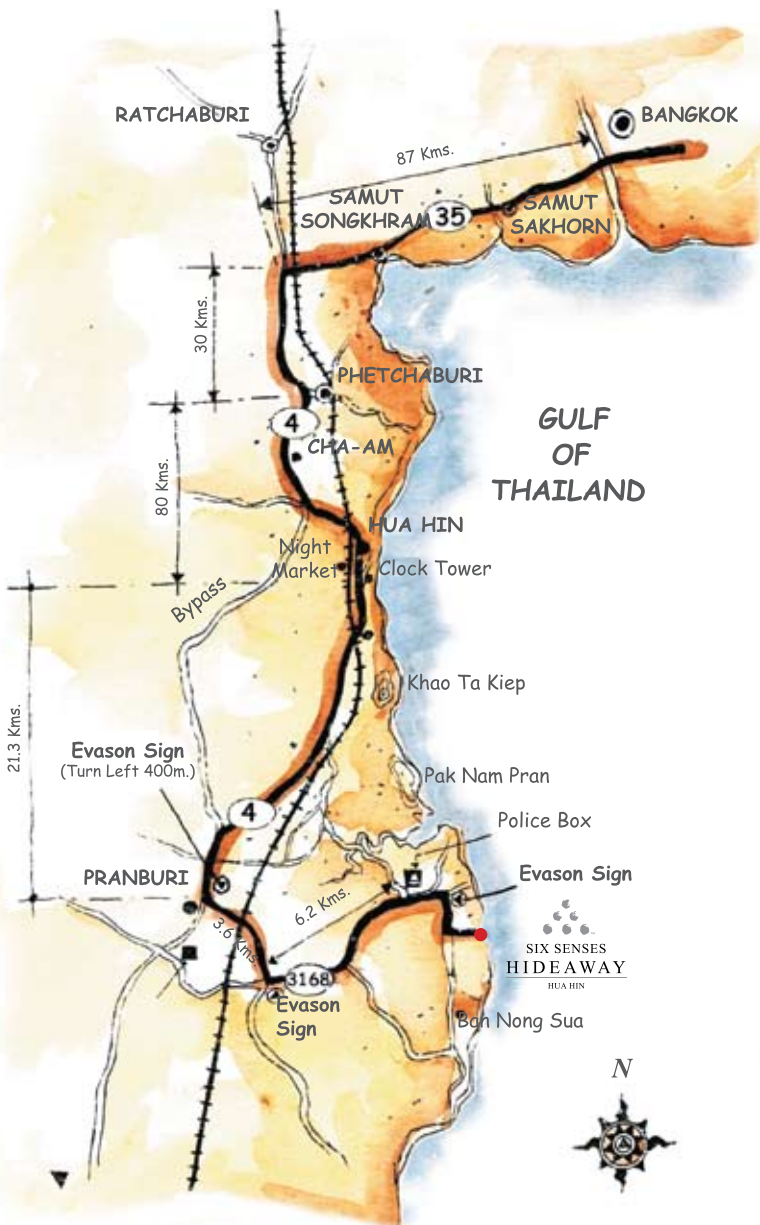 RATCHABURI
BANGKOK
87 Kms.
SAMUT
SONGKHRAM
35
SAMUT
SAKHORN
30 Kms.
PHETCHABURI
4
CHA-AM
GULF
OF
THAILAND
80 Kms.
HUA HIN
Night
Market
Clock Tower
Bypass
Khao Ta Kiep
21.3 Kms.
Evason Sign
(Turn Left 400m.)
Pak Nam Pran
4
Police Box
PRANBURI
Evason Sign
6.2 Kms.
3.6 Kms.
SIX SENSES
HIDEAWAY
HUA HIN
3168
Evason
Sign
Ban Nong Sua
N